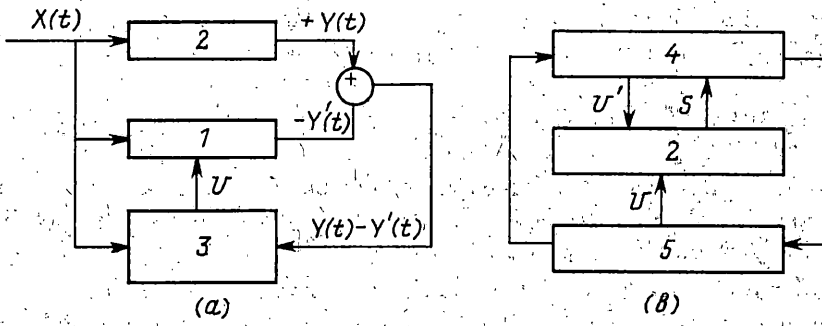 X(t)
2
+Y(t)
+
1
-Y'(t)
U
3
Y(t)-Y'(t)
(a)
4
U'
S
2
U
5
(в)